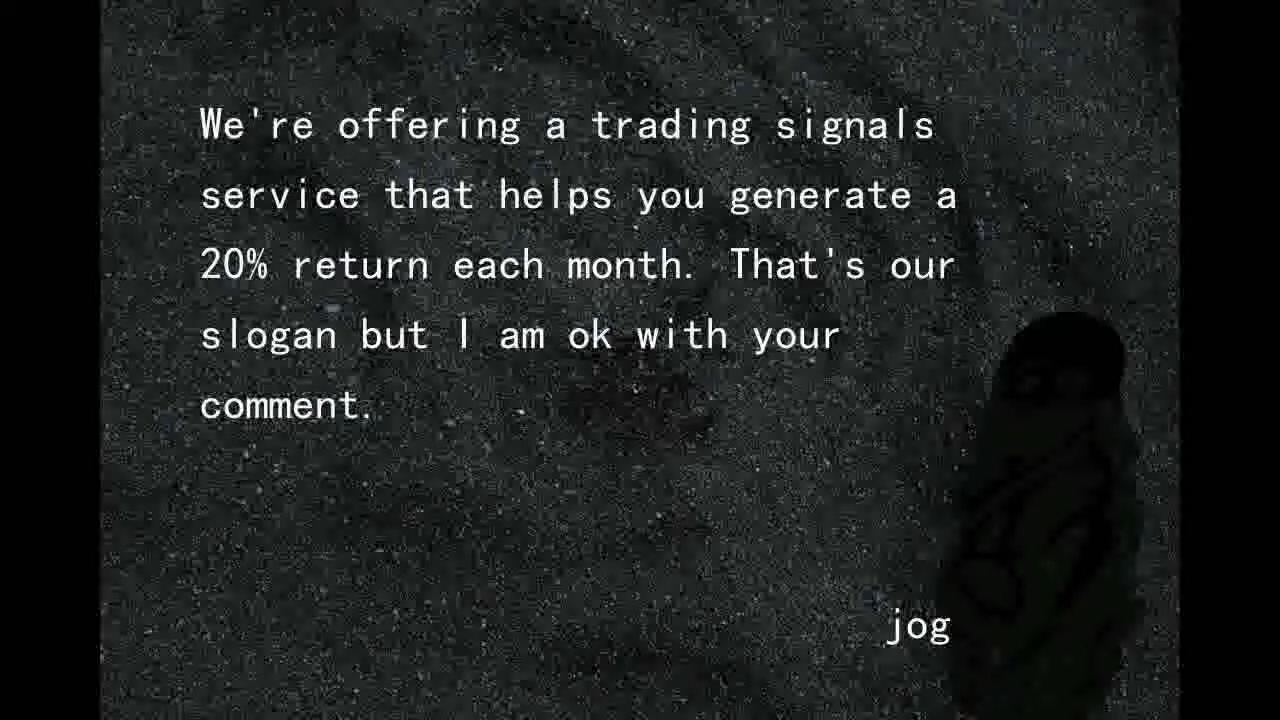 We're offering a trading signals
service that helps you generate a
20% return each month. That's our
slogan but I am ok with your
comment.
jog